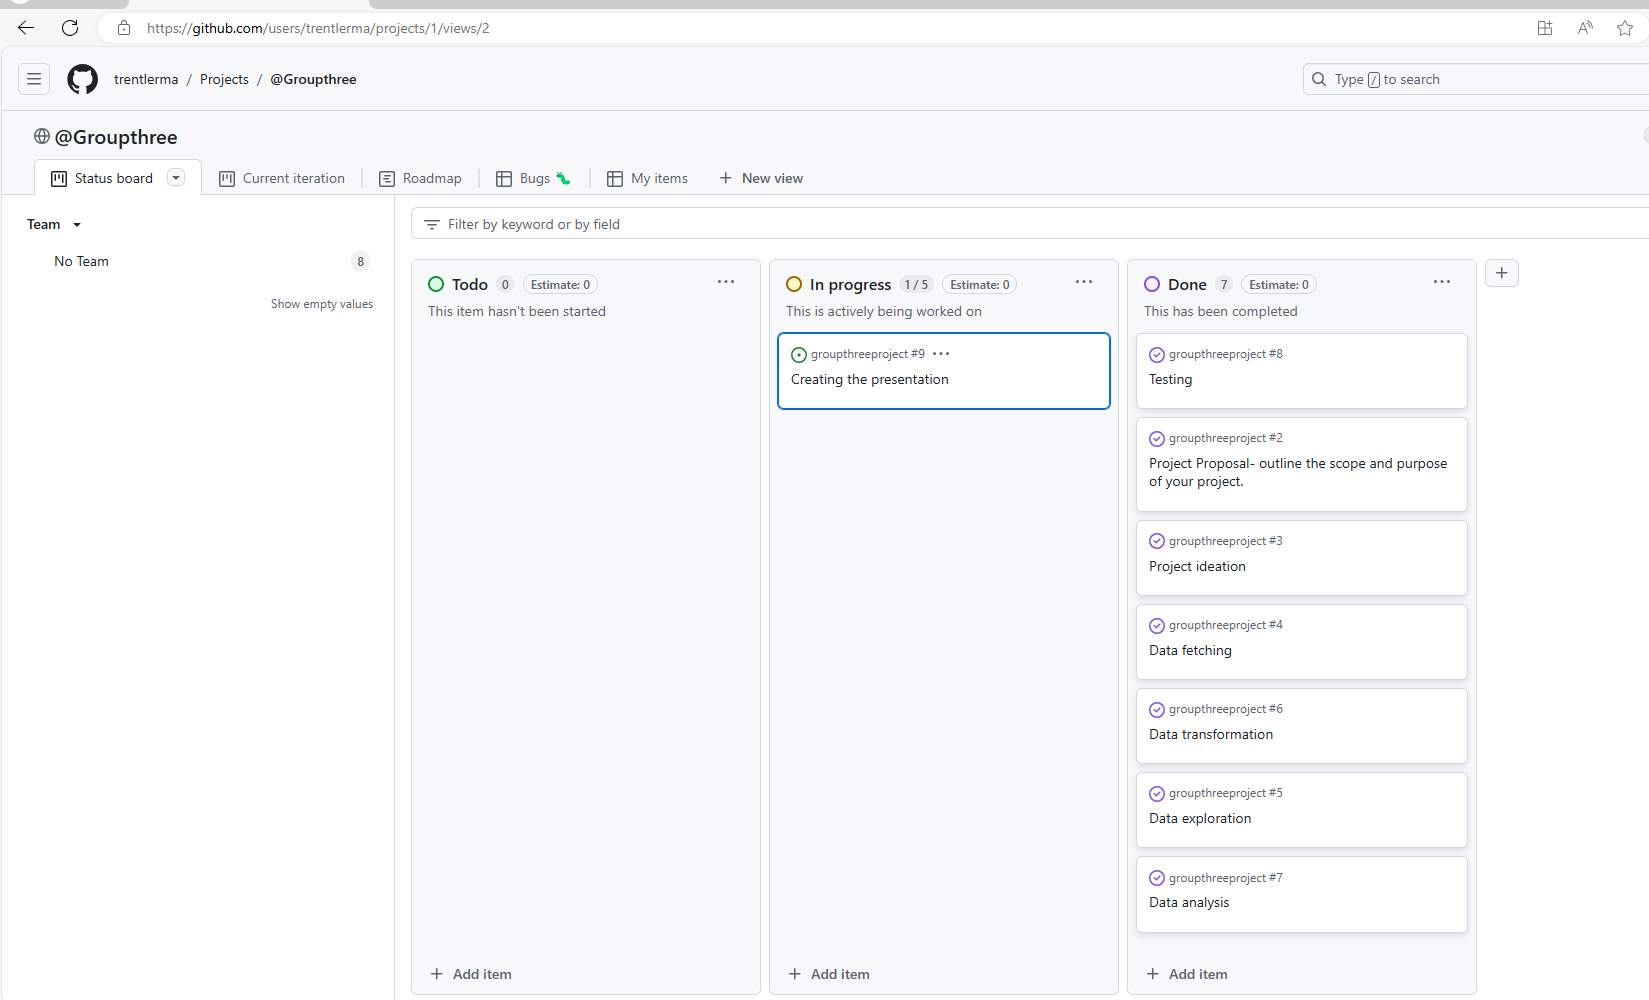 https://github.com/users/trentlerma/projects/1/views/2
trentlerma / Projects / @Groupthree
Type / to search
@Groupthree
Status board
Current iteration
Roadmap
Bugs 🐛
My items
+ New view
Team
No Team 8
Show empty values
Filter by keyword or by field
Todo 0 Estimate: 0
This item hasn't been started
+ Add item
In progress 1 / 5 Estimate: 0
This is actively being worked on
groupthreeproject #9
Creating the presentation
+ Add item
Done 7 Estimate: 0
This has been completed
groupthreeproject #8
Testing
groupthreeproject #2
Project Proposal- outline the scope and purpose
of your project.
groupthreeproject #3
Project ideation
groupthreeproject #4
Data fetching
groupthreeproject #6
Data transformation
groupthreeproject #5
Data exploration
groupthreeproject #7
Data analysis
+ Add item